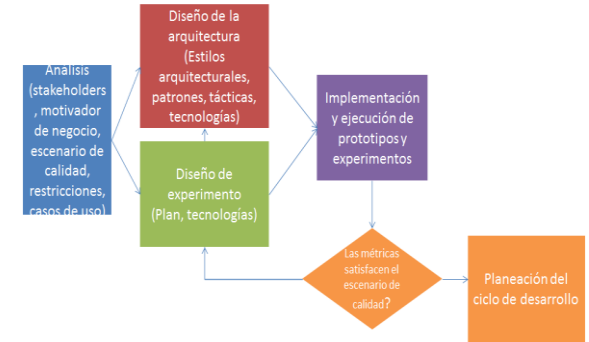 Análisis
(stakeholders
, motivador
de negocio,
escenario de
calidad,
restricciones,
casos de uso)
Diseño de la
arquitectura
(Estilos
arquitecturales,
patrones, tácticas,
tecnologías)
Diseño de
experimento
(Plan, tecnologías)
Implementación
y ejecución de
prototipos y
experimentos
Las métricas
satisfacen el
escenario de
calidad?
Planeación del
ciclo de desarrollo